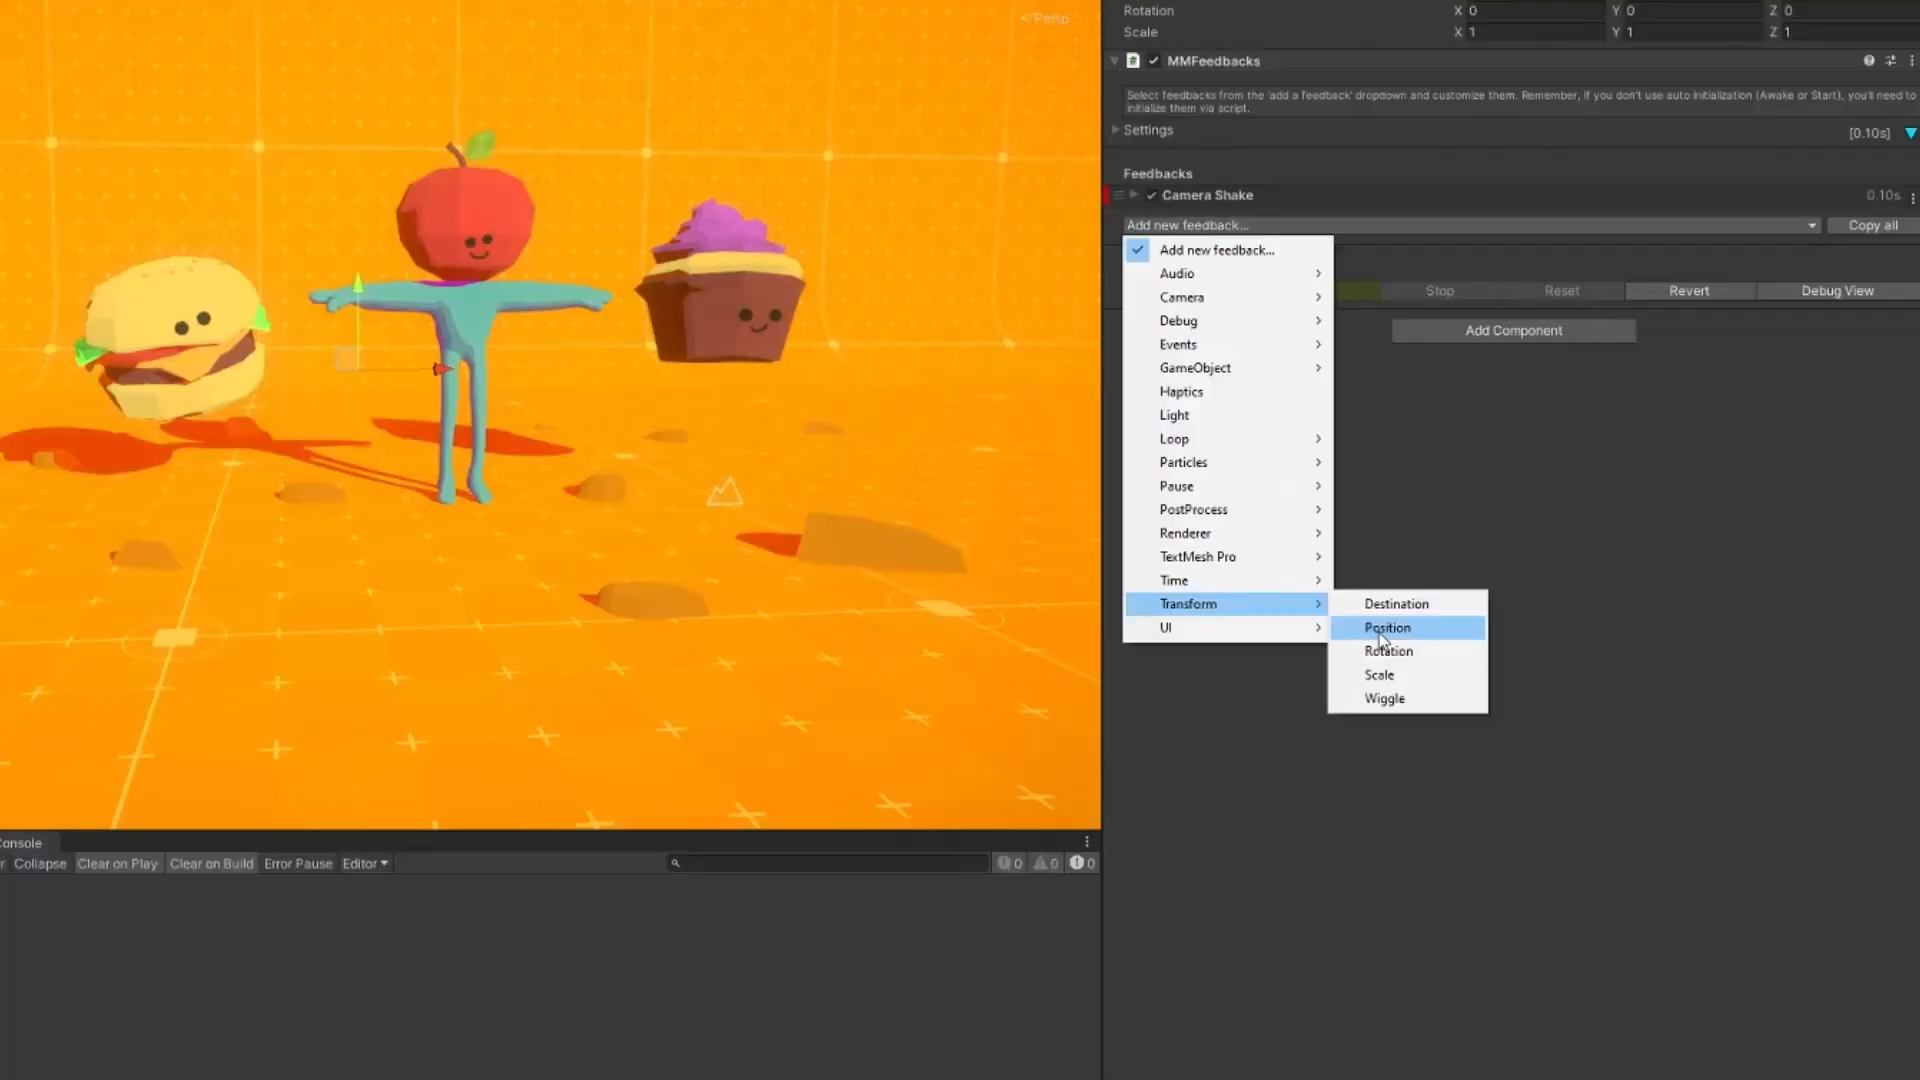 Persp
Rotation X 0 Y 0 Z 0
Scale X 1 Y 1 Z 1
MMFeedbacks
Select feedbacks from the 'add a feedback' dropdown and customize them. Remember, if you don't use auto initialization (Awake or Start), you'll need to
initialize them via script.
Settings [0.10s]
Feedbacks
Camera Shake 0.10s
Add new feedback... Copy all
Add new feedback...
Audio
Camera
Debug
Events
GameObject
Haptics
Light
Loop
Particles
Pause
PostProcess
Renderer
TextMesh Pro
Time
Transform
UI
Stop Reset Revert Debug View
Add Component
Destination
Position
Rotation
Scale
Wiggle
Console
r Collapse Clear on Play Clear on Build Error Pause Editor 0 0 0